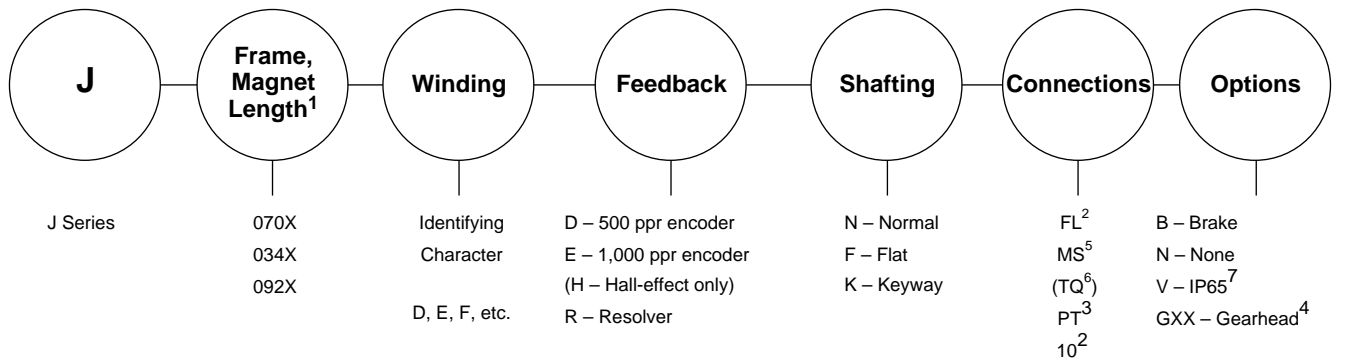 J
Frame,
Magnet
Length¹
Winding
Feedback
Shafting
Connections
Options
J Series
070X
034X
092X
Identifying
Character
D, E, F, etc.
D – 500 ppr encoder
E – 1,000 ppr encoder
(H – Hall-effect only)
R – Resolver
N – Normal
F – Flat
K – Keyway
FL²
MS⁵
(TQ⁶)
PT³
10²
B – Brake
N – None
V – IP65⁷
GXX – Gearhead⁴